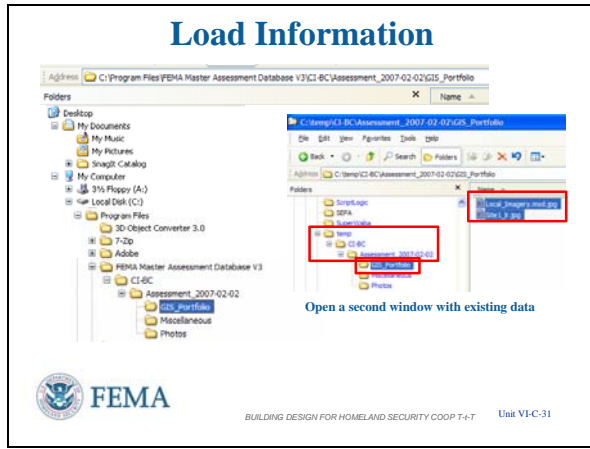 Load Information
Address C:\Program Files\FEMA Master Assessment Database V3\CI-BC\Assessment_2007-02-02\GIS_Portfolio
Folders
Name
Desktop
My Documents
My Music
My Pictures
SnagIt Catalog
My Computer
3½ Floppy (A:)
Local Disk (C:)
Program Files
3D Object Converter 3.0
7-Zip
Adobe
FEMA Master Assessment Database V3
CI-BC
Assessment_2007-02-02
GIS_Portfolio
Miscellaneous
Photos
C:\temp\CI-BC\Assessment_2007-02-02\GIS_Portfolio
File Edit View Favorites Tools Help
Back Search Folders
Address C:\temp\CI-BC\Assessment_2007-02-02\GIS_Portfolio
Folders
Name
ScriptLogic
SEFA
SuperWaba
temp
CI-BC
Assessment_2007-02-02
GIS_Portfolio
Miscellaneous
Photos
Local_Imagery.mxd.jpg
Open a second window with existing data
FEMA
BUILDING DESIGN FOR HOMELAND SECURITY COOP T-t-T
Unit VI-C-31